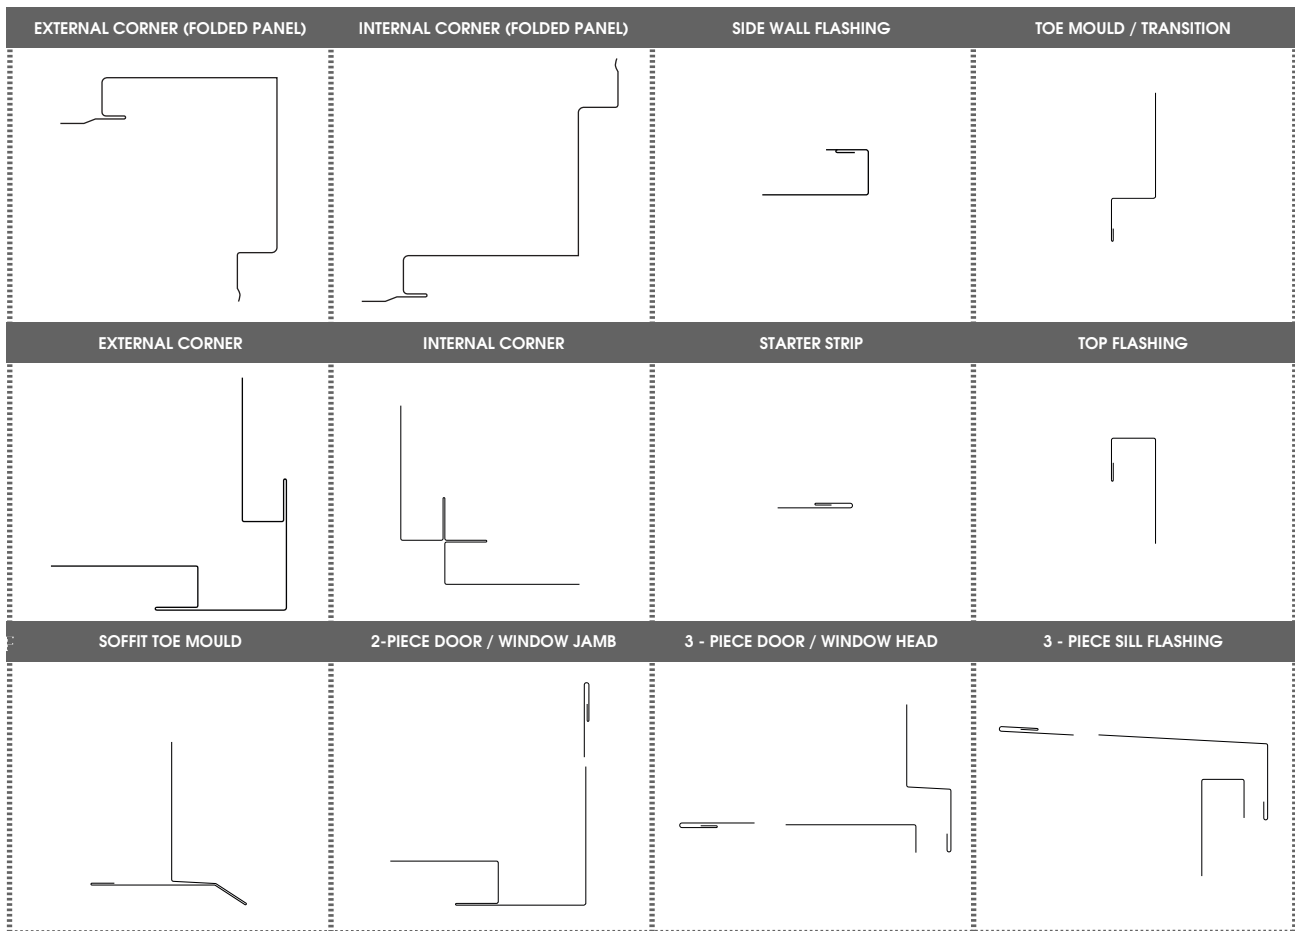 EXTERNAL CORNER (FOLDED PANEL)
INTERNAL CORNER (FOLDED PANEL)
SIDE WALL FLASHING
TOE MOULD / TRANSITION
EXTERNAL CORNER
INTERNAL CORNER
STARTER STRIP
TOP FLASHING
SOFFIT TOE MOULD
2-PIECE DOOR / WINDOW JAMB
3 - PIECE DOOR / WINDOW HEAD
3 - PIECE SILL FLASHING